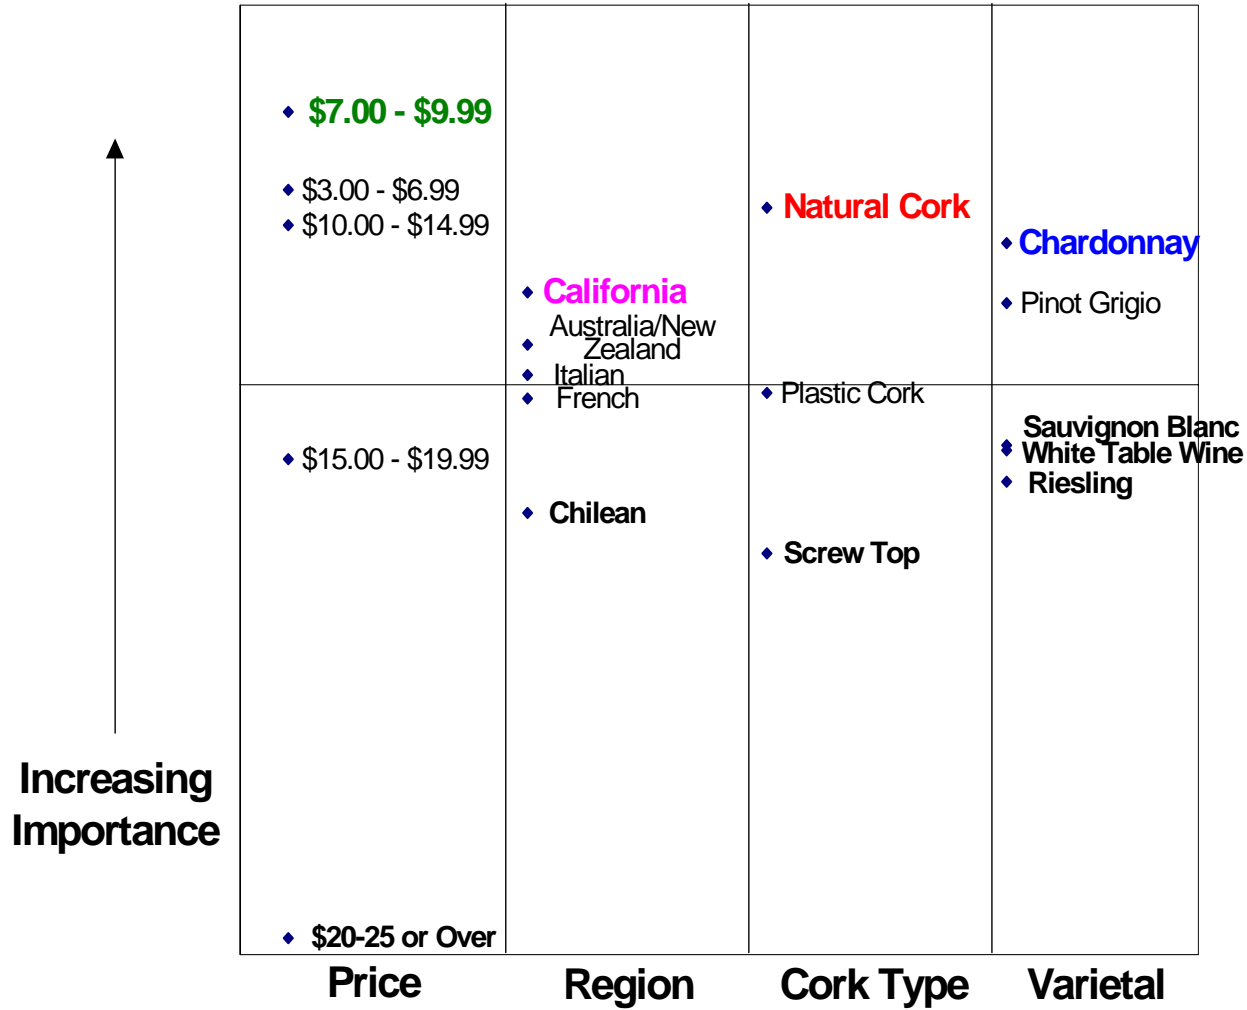 $7.00 - $9.99
$3.00 - $6.99
$10.00 - $14.99
$15.00 - $19.99
$20-25 or Over
California
Australia/New
Zealand
Italian
French
Chilean
Natural Cork
Plastic Cork
Screw Top
Chardonnay
Pinot Grigio
Sauvignon Blanc
White Table Wine
Riesling
Increasing
Importance
Price
Region
Cork Type
Varietal